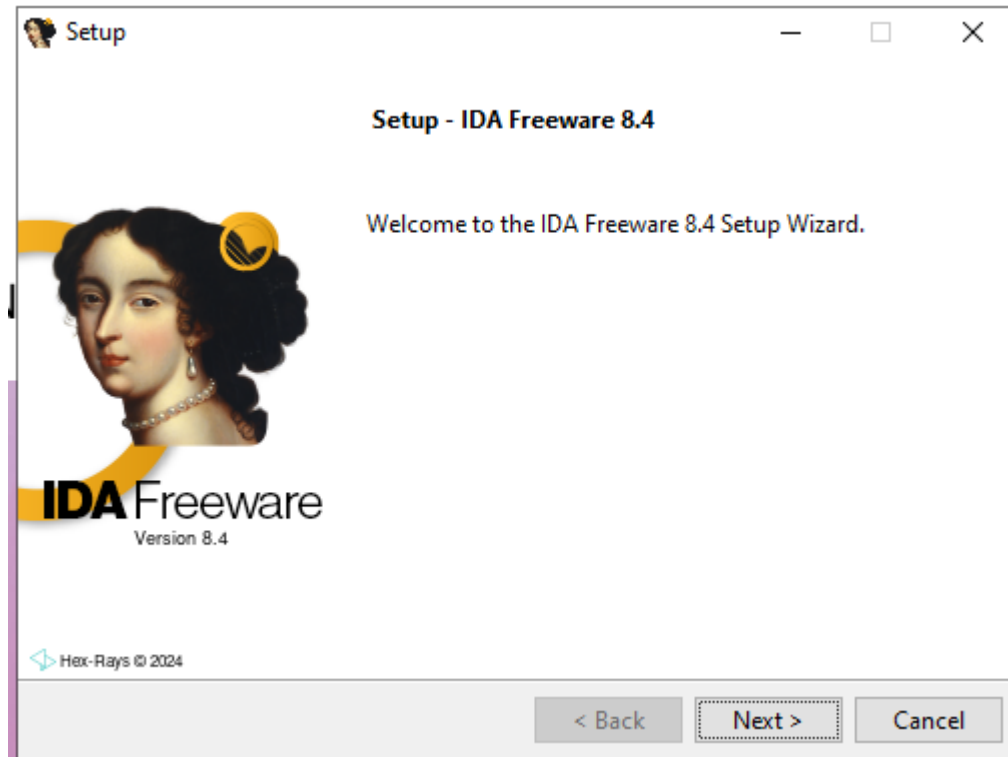 Setup
Setup - IDA Freeware 8.4
Welcome to the IDA Freeware 8.4 Setup Wizard.
IDA Freeware
Version 8.4
Hex-Rays © 2024
< Back
Next >
Cancel